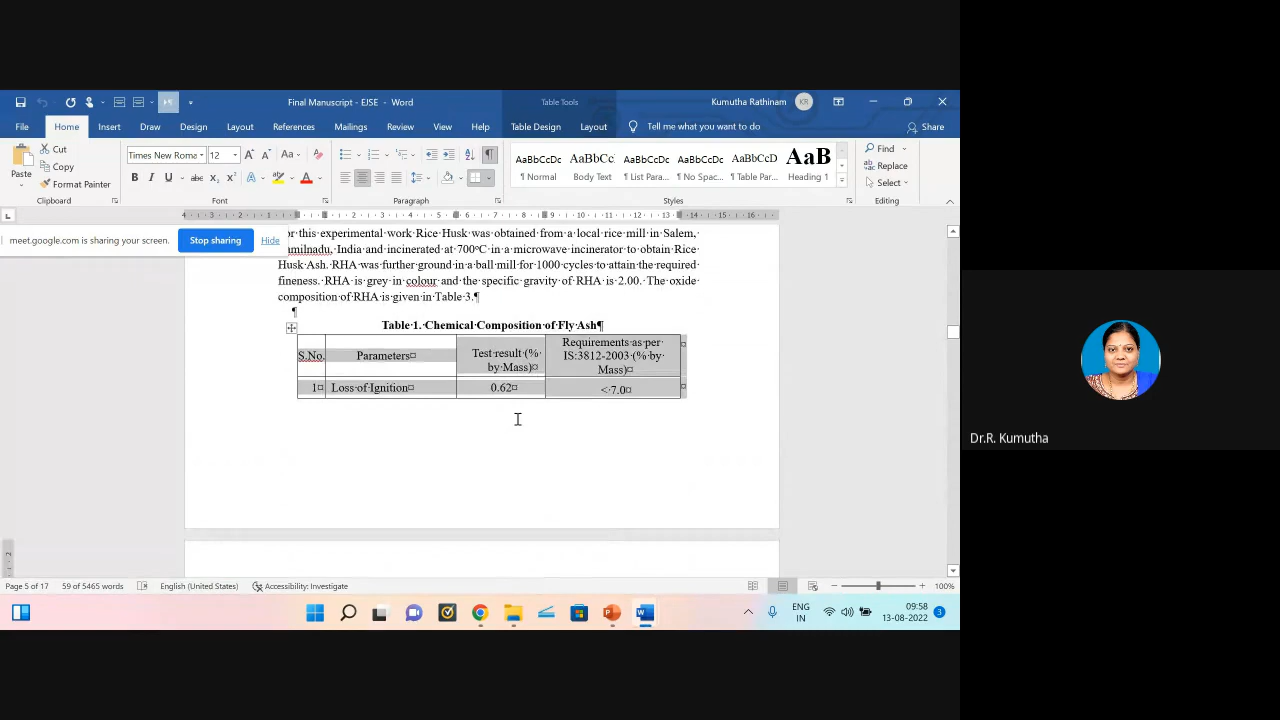 Final Manuscript - EJSE - Word
Table Tools
Kumutha Rathinam
KR
File
Home
Insert
Draw
Design
Layout
References
Mailings
Review
View
Help
Table Design
Layout
Tell me what you want to do
Share
Paste
Cut
Copy
Format Painter
Clipboard
Times New Roma
12
Font
Paragraph
AaBbCcDc
¶ Normal
AaBbCc
Body Text
AaBbCcDc
¶ List Para...
AaBbCcDc
¶ No Spac...
AaBbCcD
¶ Table Par...
AaB
Heading 1
Styles
Find
Replace
Select
Editing
meet.google.com is sharing your screen.
Stop sharing
Hide
or·this·experimental·work·Rice·Husk·was·obtained·from·a·local·rice·mill·in·Salem,·
amilnadu,·India·and·incinerated·at·700ºC·in·a·microwave·incinerator·to·obtain·Rice·
Husk·Ash.·RHA·was·further·ground·in·a·ball·mill·for·1000·cycles·to·attain·the·required·
fineness.·RHA·is·grey·in·colour·and·the·specific·gravity·of·RHA·is·2.00.·The·oxide·
composition·of·RHA·is·given·in·Table·3.¶
¶
Table·1.·Chemical·Composition·of·Fly·Ash¶
S.No.
Parameters¤
Test·result·(%·
by·Mass)¤
Requirements·as·per·
IS:3812-2003·(%·by·
Mass)¤
1¤
Loss·of·Ignition¤
0.62¤
<·7.0¤
Page 5 of 17
59 of 5465 words
English (United States)
Accessibility: Investigate
100%
ENG
IN
09:58
13-08-2022
3
Dr.R. Kumutha